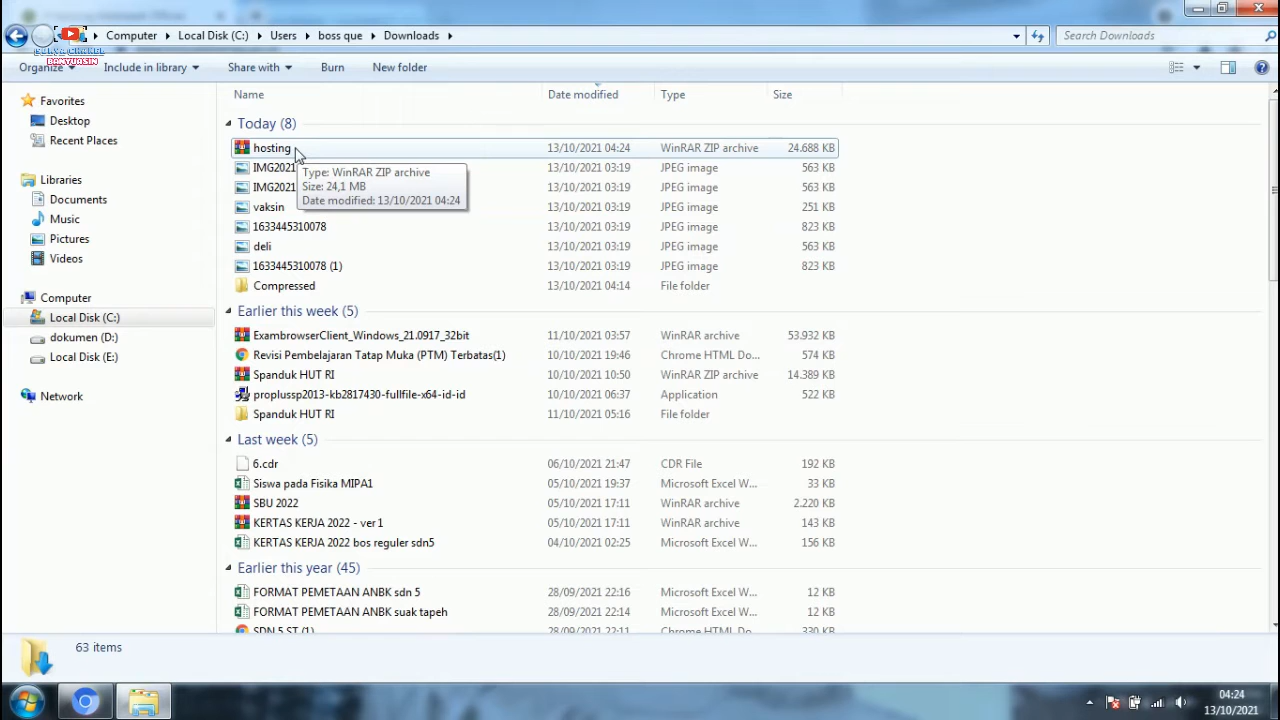 Computer Local Disk (C:) Users boss que Downloads Search Downloads
SURYA CHANEL
BANYUASIN
Organize Include in library Share with Burn New folder
Favorites
Desktop
Recent Places
Libraries
Documents
Music
Pictures
Videos
Computer
Local Disk (C:)
dokumen (D:)
Local Disk (E:)
Network
Name Date modified Type Size
Today (8)
hosting 13/10/2021 04:24 WinRAR ZIP archive 24.688 KB
IMG2021 13/10/2021 03:19 JPEG image 563 KB
IMG2021 13/10/2021 03:19 JPEG image 563 KB
Type: WinRAR ZIP archive
Size: 24,1 MB
Date modified: 13/10/2021 04:24
vaksin 13/10/2021 03:19 JPEG image 251 KB
1633445310078 13/10/2021 03:19 JPEG image 823 KB
deli 13/10/2021 03:19 JPEG image 563 KB
1633445310078 (1) 13/10/2021 03:19 JPEG image 823 KB
Compressed 13/10/2021 04:14 File folder
Earlier this week (5)
ExambrowserClient_Windows_21.0917_32bit 11/10/2021 03:57 WinRAR archive 53.932 KB
Revisi Pembelajaran Tatap Muka (PTM) Terbatas(1) 10/10/2021 19:46 Chrome HTML Do... 574 KB
Spanduk HUT RI 10/10/2021 10:50 WinRAR ZIP archive 14.389 KB
proplussp2013-kb2817430-fullfile-x64-id-id 10/10/2021 06:37 Application 522 KB
Spanduk HUT RI 11/10/2021 05:16 File folder
Last week (5)
6.cdr 06/10/2021 21:47 CDR File 192 KB
Siswa pada Fisika MIPA1 05/10/2021 19:37 Microsoft Excel W... 33 KB
SBU 2022 05/10/2021 17:11 WinRAR archive 2.220 KB
KERTAS KERJA 2022 - ver1 05/10/2021 17:11 WinRAR archive 143 KB
KERTAS KERJA 2022 bos reguler sdn5 04/10/2021 02:25 Microsoft Excel W... 156 KB
Earlier this year (45)
FORMAT PEMETAAN ANBK sdn 5 28/09/2021 22:16 Microsoft Excel W... 12 KB
FORMAT PEMETAAN ANBK suak tapeh 28/09/2021 22:14 Microsoft Excel W... 12 KB
SDN 5 ST (1) 28/09/2021 22:11 Chrome HTML Do... 330 KB
63 items
04:24
13/10/2021